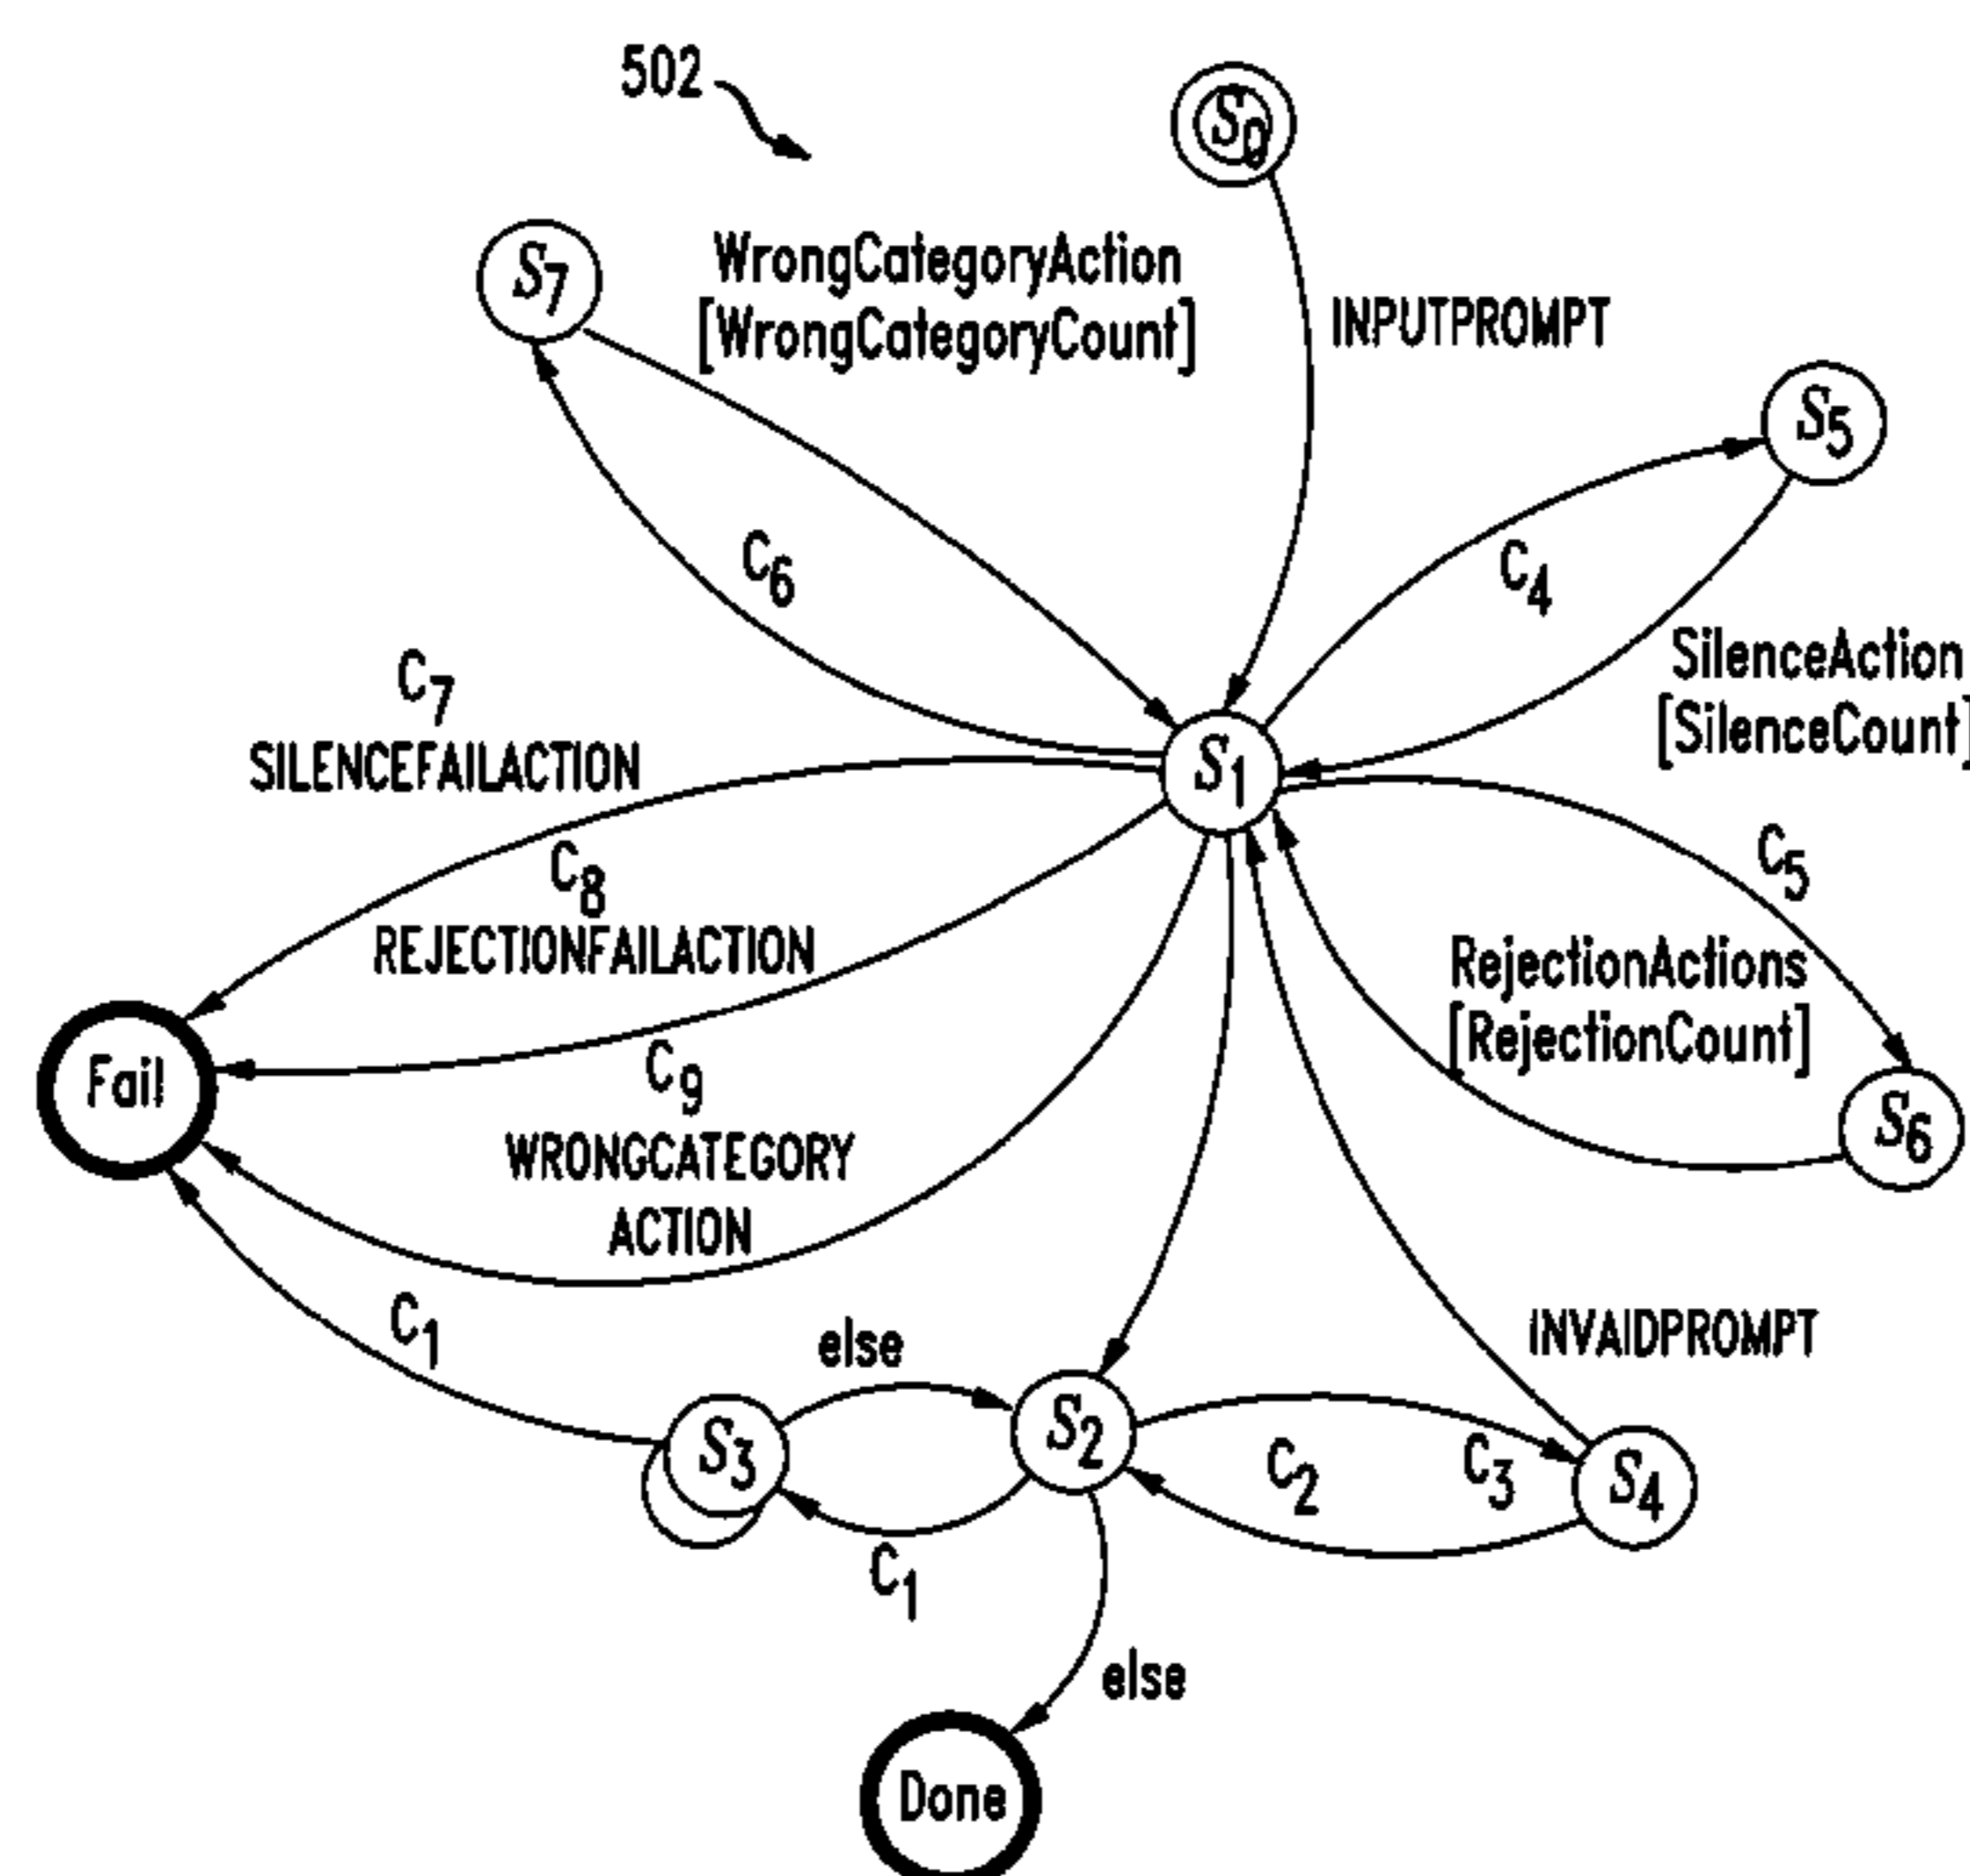 502
S0
S7
WrongCategoryAction
[WrongCategoryCount]
INPUTPROMPT
S5
C6
C4
C7
SILENCEFAILACTION
SilenceAction
[SilenceCount]
S1
C8
REJECTIONFAILACTION
C5
RejectionActions
[RejectionCount]
Fail
C9
WRONGCATEGORY
ACTION
S6
C1
else
INVAIDPROMPT
S3
S2
C2
C3
S4
C1
else
Done